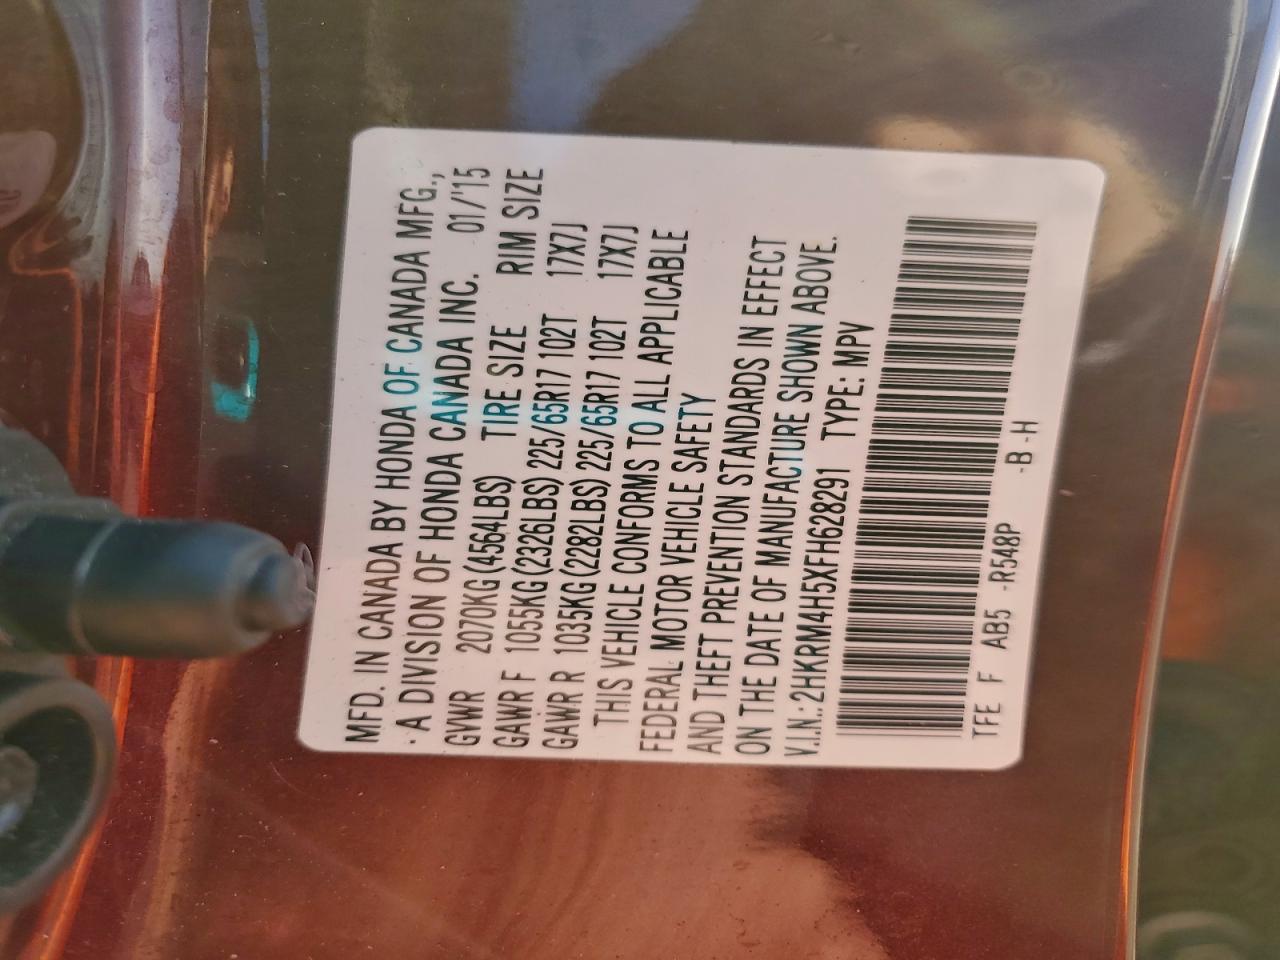 MFD. IN CANADA BY HONDA OF CANADA MFG.,
A DIVISION OF HONDA CANADA INC. 01/'15
GVWR 2070KG (4564LBS) TIRE SIZE RIM SIZE
GAWR F 1055KG (2326LBS) 225/65R17 102T 17X7J
GAWR R 1035KG (2282LBS) 225/65R17 102T 17X7J
THIS VEHICLE CONFORMS TO ALL APPLICABLE
FEDERAL MOTOR VEHICLE SAFETY
AND THEFT PREVENTION STANDARDS IN EFFECT
ON THE DATE OF MANUFACTURE SHOWN ABOVE.
V.I.N.: 2HKRM4H5XFH628291 TYPE: MPV
TFE F AB5 -R548P -B-H